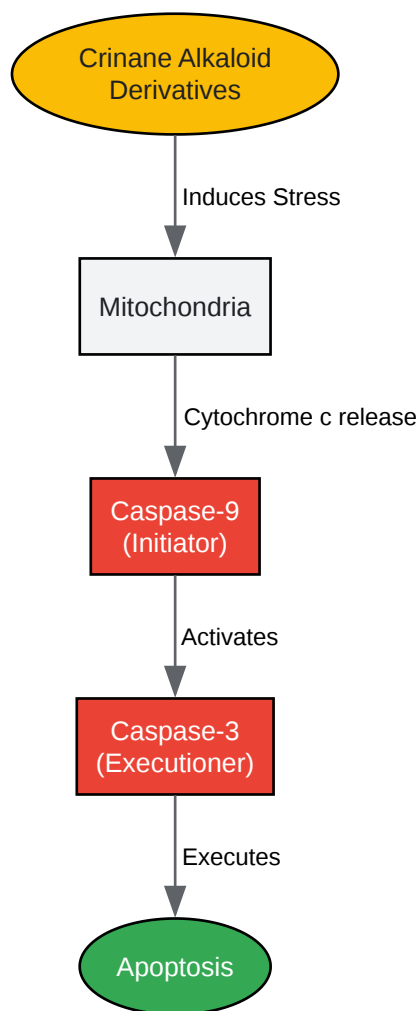 Crinane Alkaloid
Derivatives
Induces Stress
Mitochondria
Cytochrome c release
Caspase-9
(Initiator)
Activates
Caspase-3
(Executioner)
Executes
Apoptosis